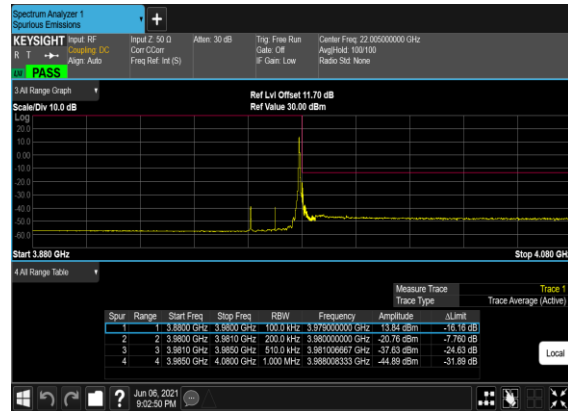 Spectrum Analyzer 1
Spurious Emissions
KEYSIGHT Input: RF Input Z: 50 Ω Atten: 30 dB Trig: Free Run Center Freq: 22.005000000 GHz
R T Coupling: DC Corr CCorr Gate: Off Avg|Hold: 100/100
Align: Auto Freq Ref: Int (S) IF Gain: Low Radio Std: None
PASS
3 All Range Graph
Ref Lvl Offset 11.70 dB
Scale/Div 10.0 dB Ref Value 30.00 dBm
Log
20.0
10.0
0.00
-10.0
-20.0
-30.0
-40.0
-50.0
-60.0
Start 3.880 GHz Stop 4.080 GHz
4 All Range Table
Measure Trace Trace 1
Trace Type Trace Average (Active)
Spur Range Start Freq Stop Freq RBW Frequency Amplitude ΔLimit
1 1 3.8800 GHz 3.9800 GHz 100.0 kHz 3.979000000 GHz 13.84 dBm -16.16 dB
2 2 3.9800 GHz 3.9810 GHz 200.0 kHz 3.980000000 GHz -20.76 dBm -7.760 dB
3 3 3.9810 GHz 3.9850 GHz 510.0 kHz 3.981006667 GHz -37.63 dBm -24.63 dB
4 4 3.9850 GHz 4.0800 GHz 1.000 MHz 3.988008333 GHz -44.89 dBm -31.89 dB
Local
? Jun 06, 2021
9:02:50 PM